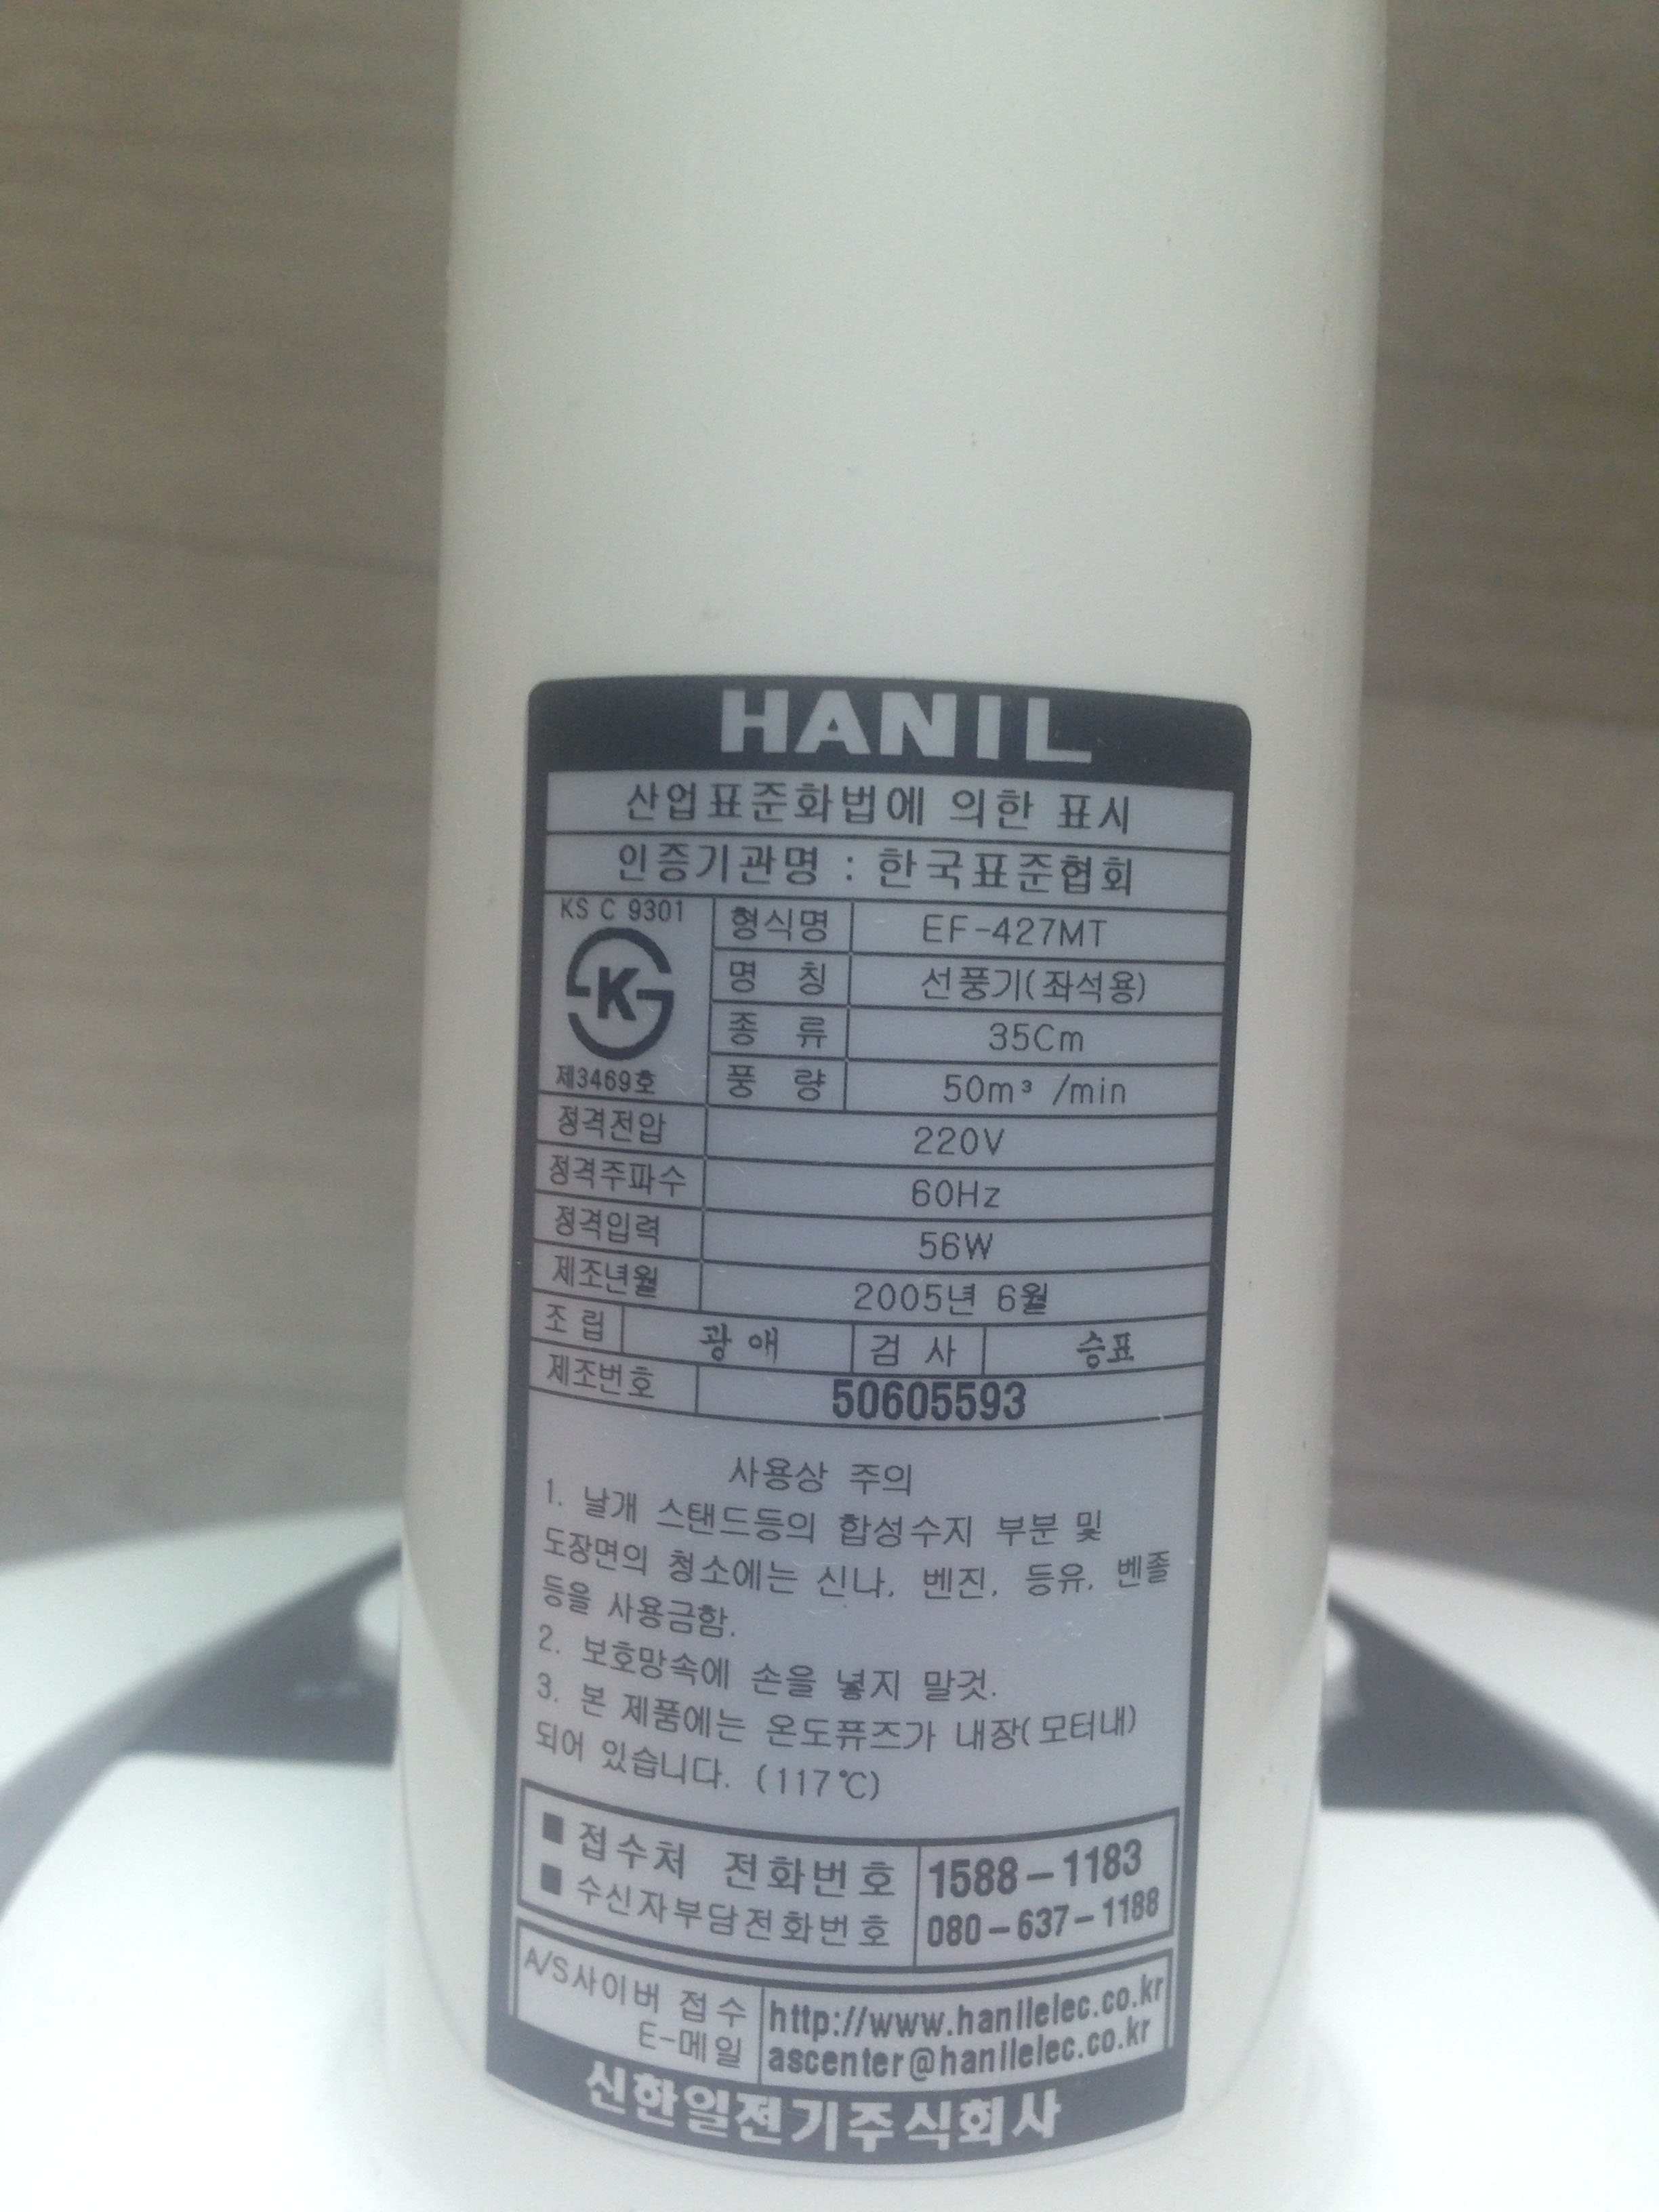 HANIL
산업표준화법에 의한 표시
인증기관명 : 한국표준협회
KS C 9301
K
제3469호
형식명 EF-427MT
명 칭 선풍기(좌석용)
종 류 35Cm
풍 량 50m³ /min
정격전압 220V
정격주파수 60Hz
정격입력 56W
제조년월 2005년 6월
조 립 광 애 검 사 승표
제조번호 50605593
사용상 주의
1. 날개 스탠드등의 합성수지 부분 및
도장면의 청소에는 신나, 벤진, 등유, 벤졸
등을 사용금함.
2. 보호망속에 손을 넣지 말것.
3. 본 제품에는 온도퓨즈가 내장(모터내)
되어 있습니다. (117℃)
■ 접수처 전화번호 1588-1183
■ 수신자부담전화번호 080-637-1188
A/S사이버 접수 http://www.hanilelec.co.kr
E-메일 ascenter@hanilelec.co.kr
신한일전기주식회사